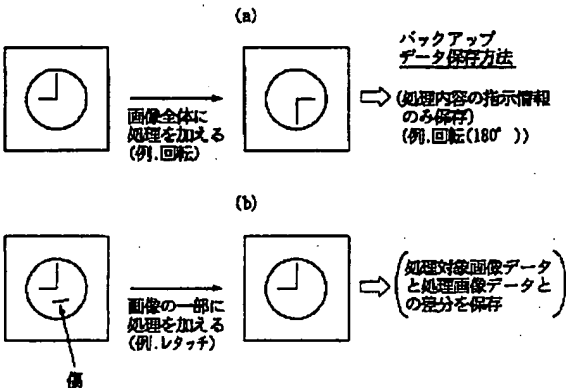 (a)
バックアップ
データ保存方法
画像全体に
処理を加える
(例.回転)
(処理内容の指示情報
のみ保存)
(例.回転(180°))
(b)
画像の一部に
処理を加える
(例.レタッチ)
処理対象画像データ
と処理画像データと
の差分を保存
傷